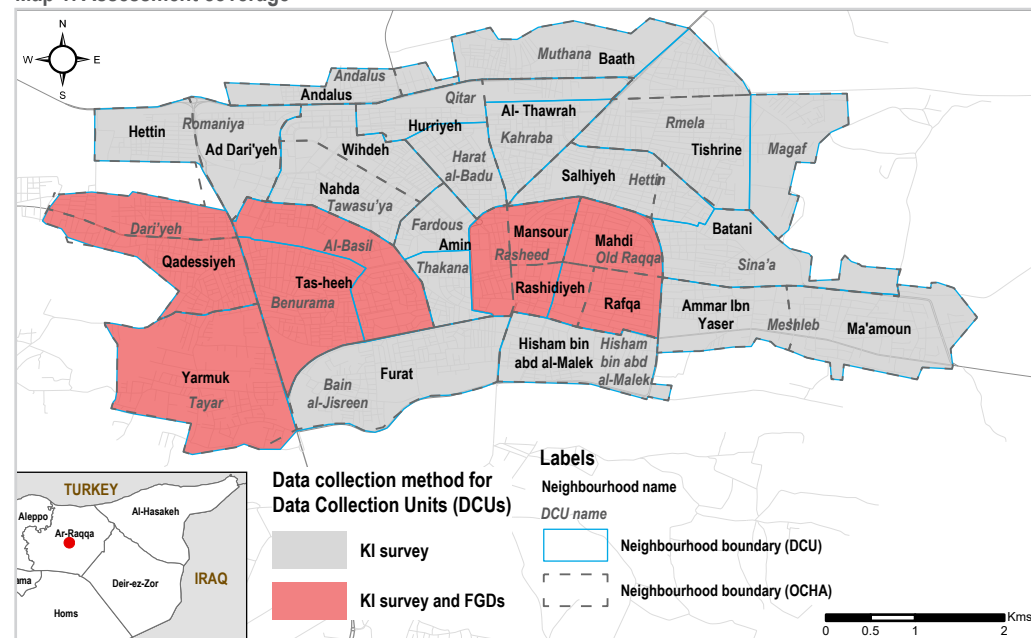 Map 1: Assessment coverage
N
W
E
S
Muthana
Baath
Andalus
Andalus
Qitar
Al- Thawrah
Hettin
Romaniya
Ad Dari'yeh
Wihdeh
Hurriyeh
Kahraba
Rmela
Tishrine
Magaf
Harat
al-Badu
Salhiyeh
Hettin
Nahda
Tawasu'ya
Dari'yeh
Fardous
Amin
Mansour
Mahdi
Old Raqqa
Batani
Al-Basil
Rasheed
Qadessiyeh
Thakana
Sina'a
Tas-heeh
Benurama
Rashidiyeh
Rafqa
Ammar Ibn
Yaser
Meshleb
Ma'amoun
Hisham bin
abd al-Malek
Hisham
bin abd
al-Malek
Yarmuk
Tayar
Furat
Bain
al-Jisreen
TURKEY
Aleppo
Ar-Raqqa
Al-Hasakeh
Deir-ez-Zor
IRAQ
ama
Homs
Data collection method for
Data Collection Units (DCUs)
KI survey
KI survey and FGDs
Labels
Neighbourhood name
DCU name
Neighbourhood boundary (DCU)
Neighbourhood boundary (OCHA)
Kms
0 0.5 1 2